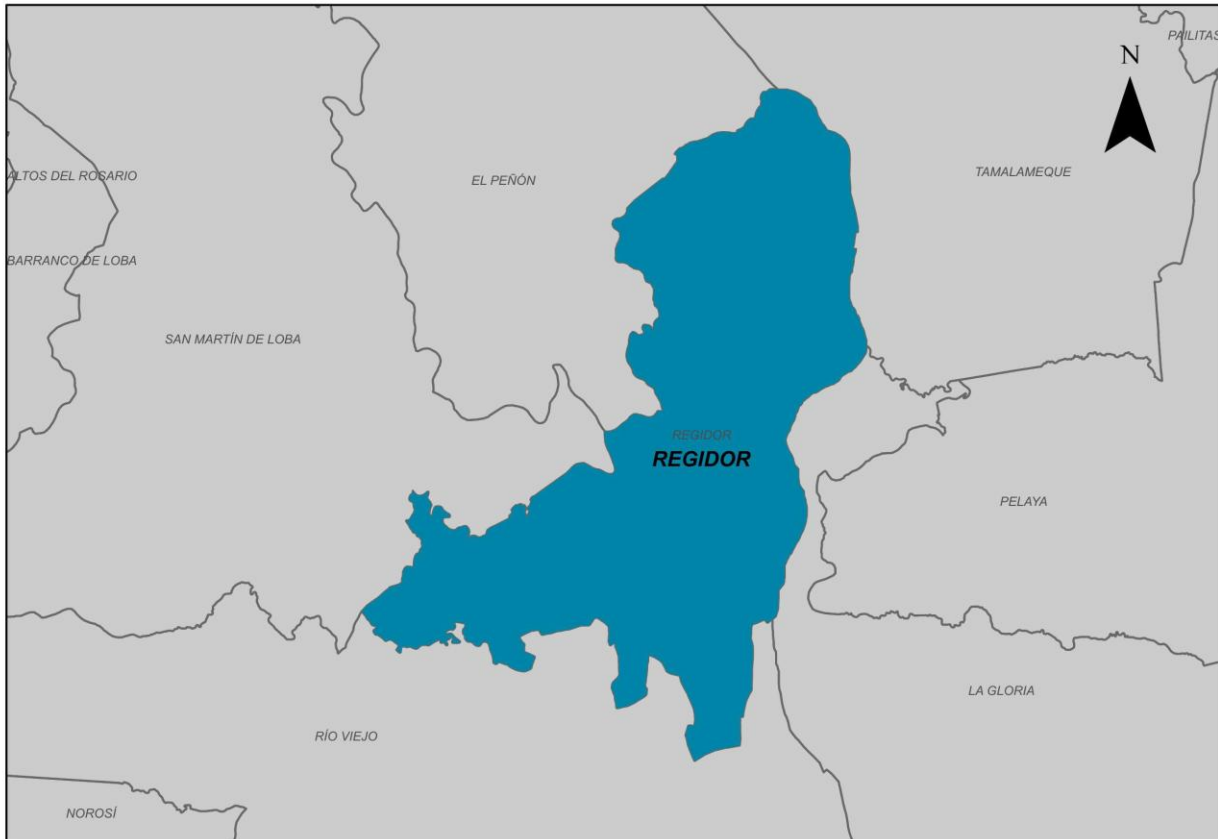 PAILITAS
N
ALTOS DEL ROSARIO
EL PEÑÓN
TAMALAMEQUE
BARRANCO DE LOBA
SAN MARTÍN DE LOBA
REGIDOR
REGIDOR
PELAYA
LA GLORIA
RÍO VIEJO
NOROSÍ